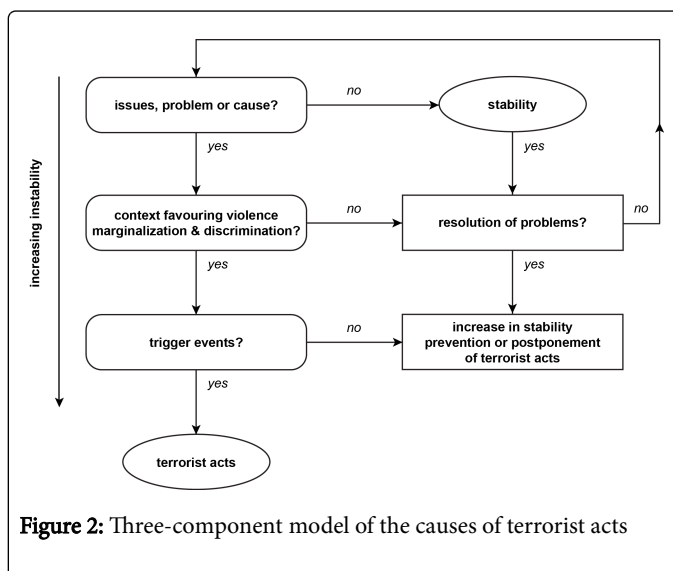 issues, problem or cause?
no
stability
yes
yes
context favouring violence
marginalization & discrimination?
no
resolution of problems?
no
yes
yes
trigger events?
no
increase in stability
prevention or postponement
of terrorist acts
yes
terrorist acts
increasing instability
Figure 2: Three-component model of the causes of terrorist acts